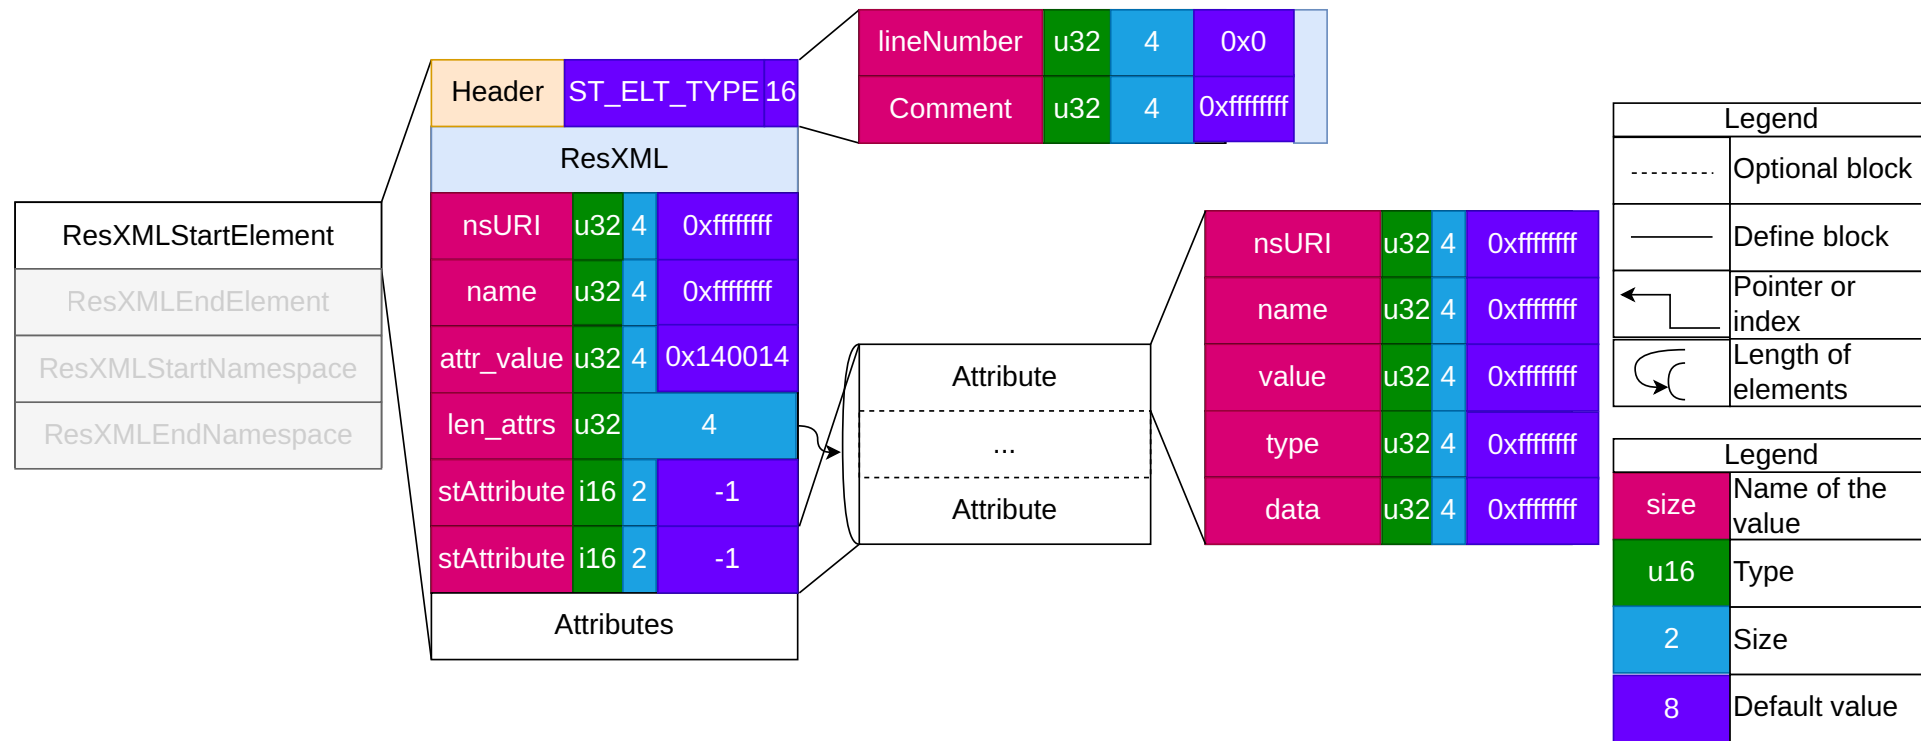 ResXMLStartElement
ResXMLEndElement
ResXMLStartNamespace
ResXMLEndNamespace
Header ST_ELT_TYPE 16
ResXML
nsURI u32 4 0xffffffff
name u32 4 0xffffffff
attr_value u32 4 0x140014
len_attrs u32 4
stAttribute i16 2 -1
stAttribute i16 2 -1
Attributes
lineNumber u32 4 0x0
Comment u32 4 0xffffffff
Attribute
...
Attribute
nsURI u32 4 0xffffffff
name u32 4 0xffffffff
value u32 4 0xffffffff
type u32 4 0xffffffff
data u32 4 0xffffffff
Legend
Optional block
Define block
Pointer or
index
Length of
elements
Legend
size Name of the
value
u16 Type
2 Size
8 Default value